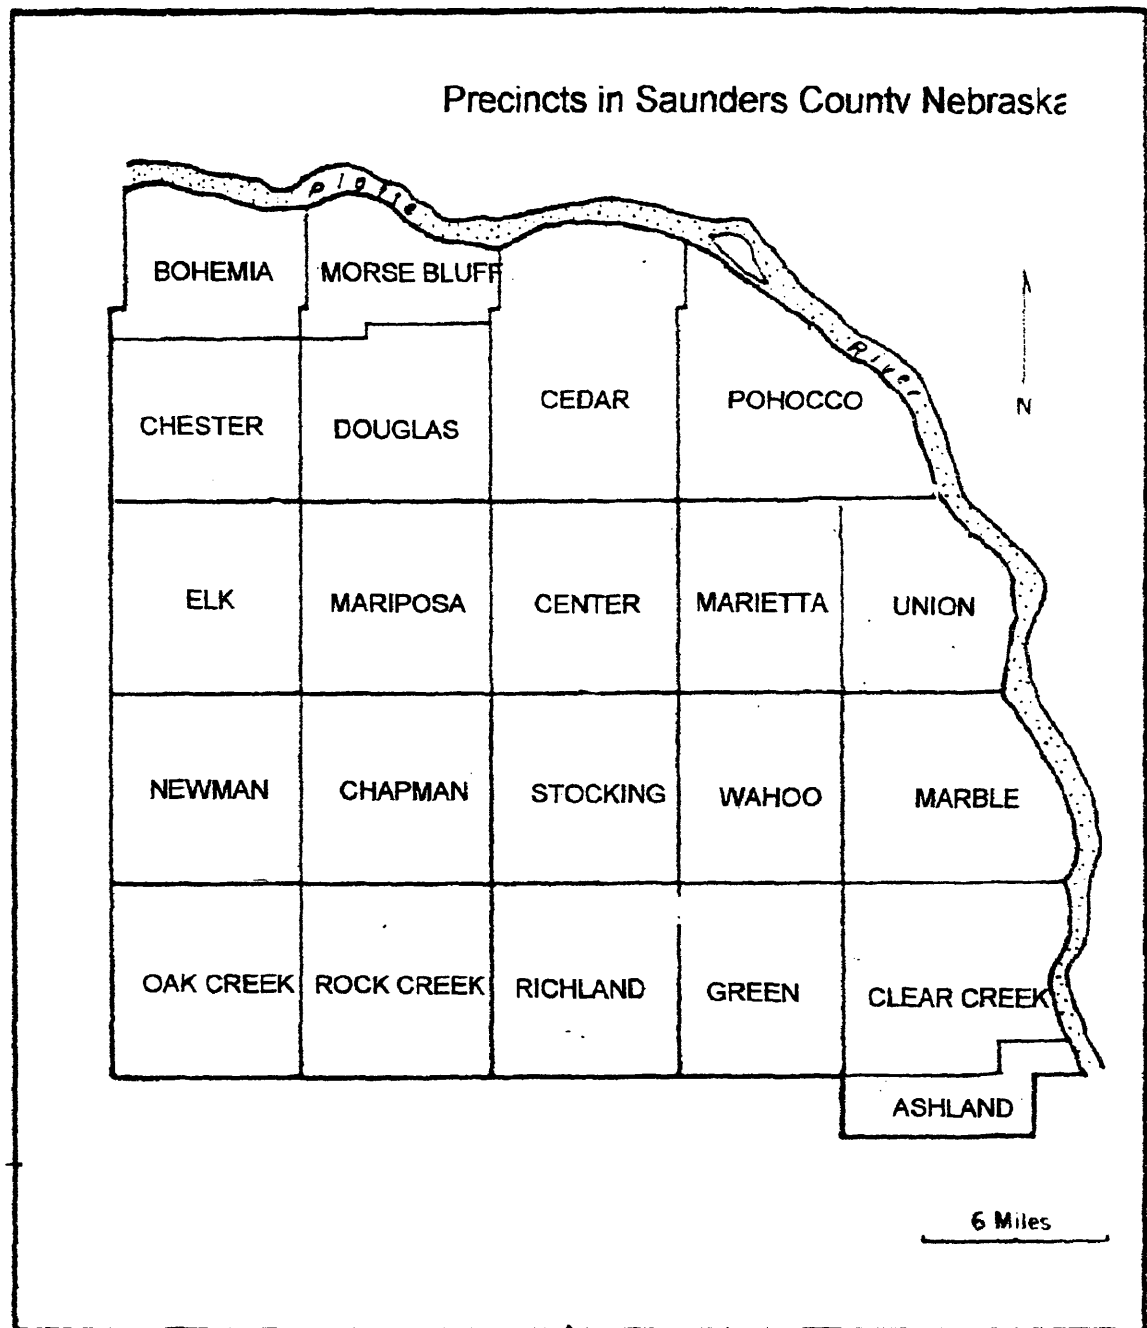 Precincts in Saunders County Nebraska
Platte
BOHEMIA
MORSE BLUFF
River
CEDAR
POHOCCO
CHESTER
DOUGLAS
N
ELK
MARIPOSA
CENTER
MARIETTA
UNION
NEWMAN
CHAPMAN
STOCKING
WAHOO
MARBLE
OAK CREEK
ROCK CREEK
RICHLAND
GREEN
CLEAR CREEK
ASHLAND
6 Miles